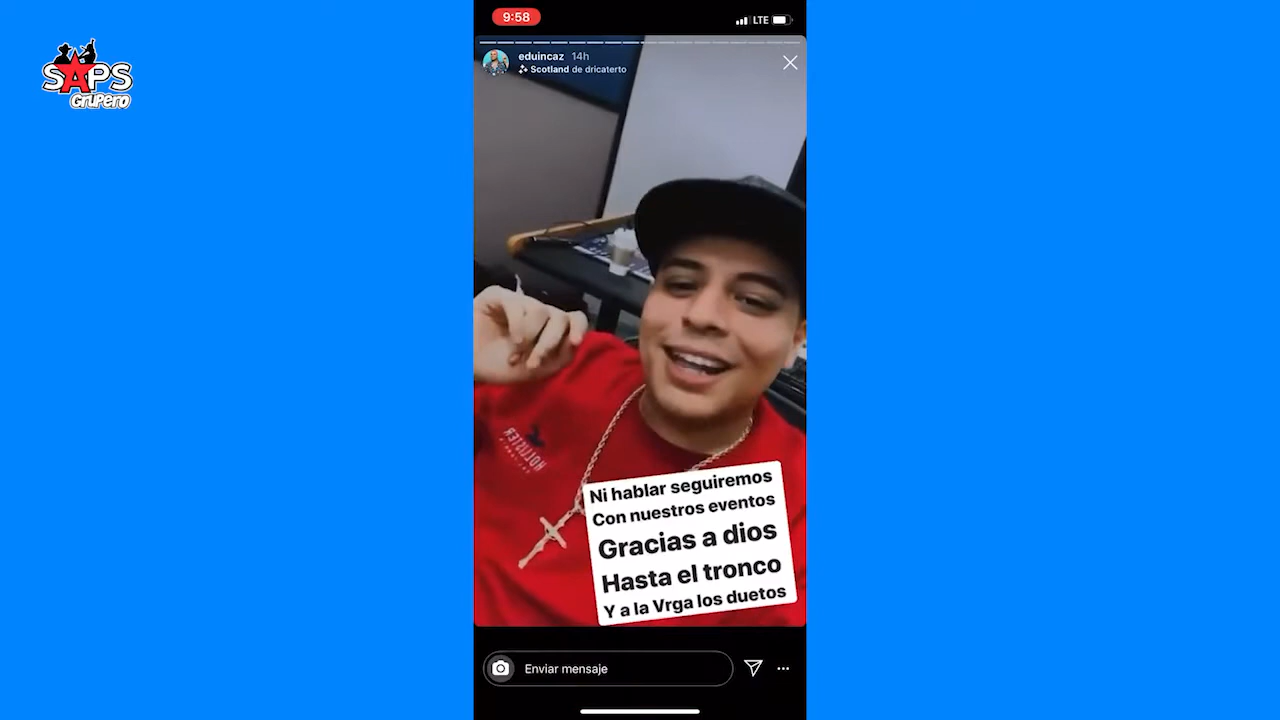 SAPS
Grupero
9:58
LTE
eduincaz 14h
Scotland de dricaterto
HOLLISTER
Ni hablar seguiremos
Con nuestros eventos
Gracias a dios
Hasta el tronco
Y a la Vrga los duetos
Enviar mensaje